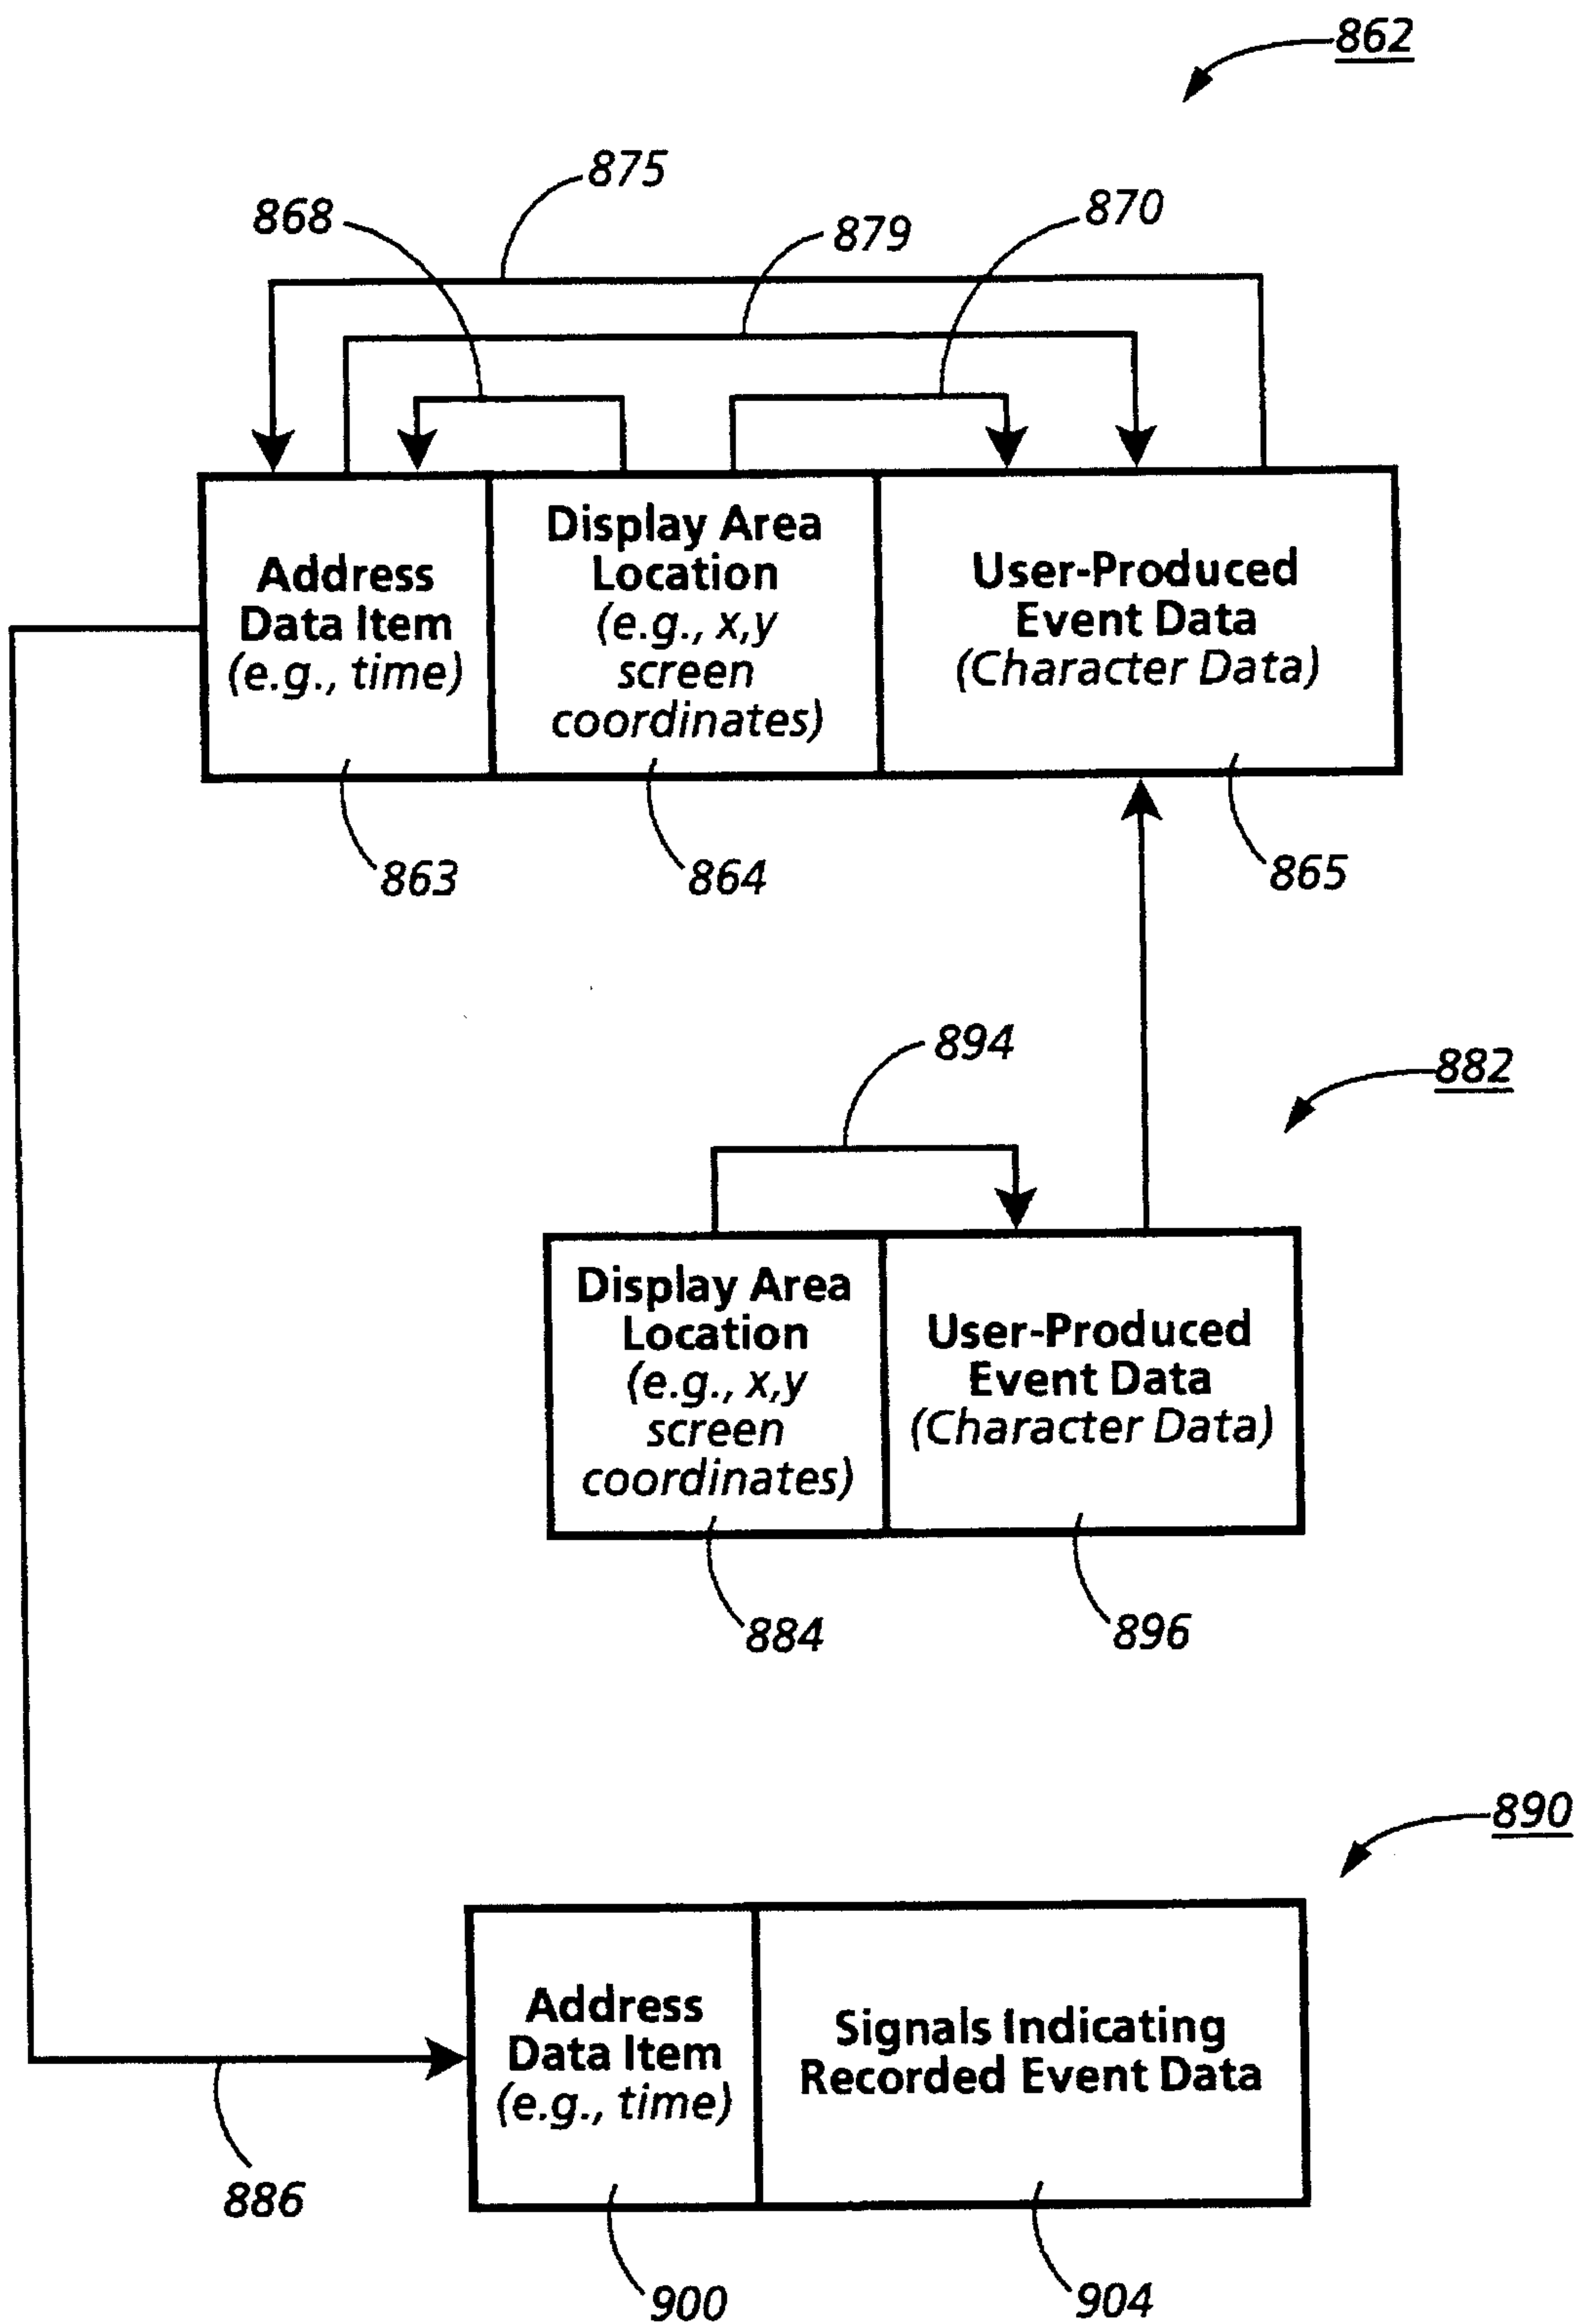 862
875
868
879
870
Address
Data Item
(e.g., time)
Display Area
Location
(e.g., x,y
screen
coordinates)
User-Produced
Event Data
(Character Data)
863
864
865
894
882
Display Area
Location
(e.g., x,y
screen
coordinates)
User-Produced
Event Data
(Character Data)
884
896
890
Address
Data Item
(e.g., time)
Signals Indicating
Recorded Event Data
886
900
904